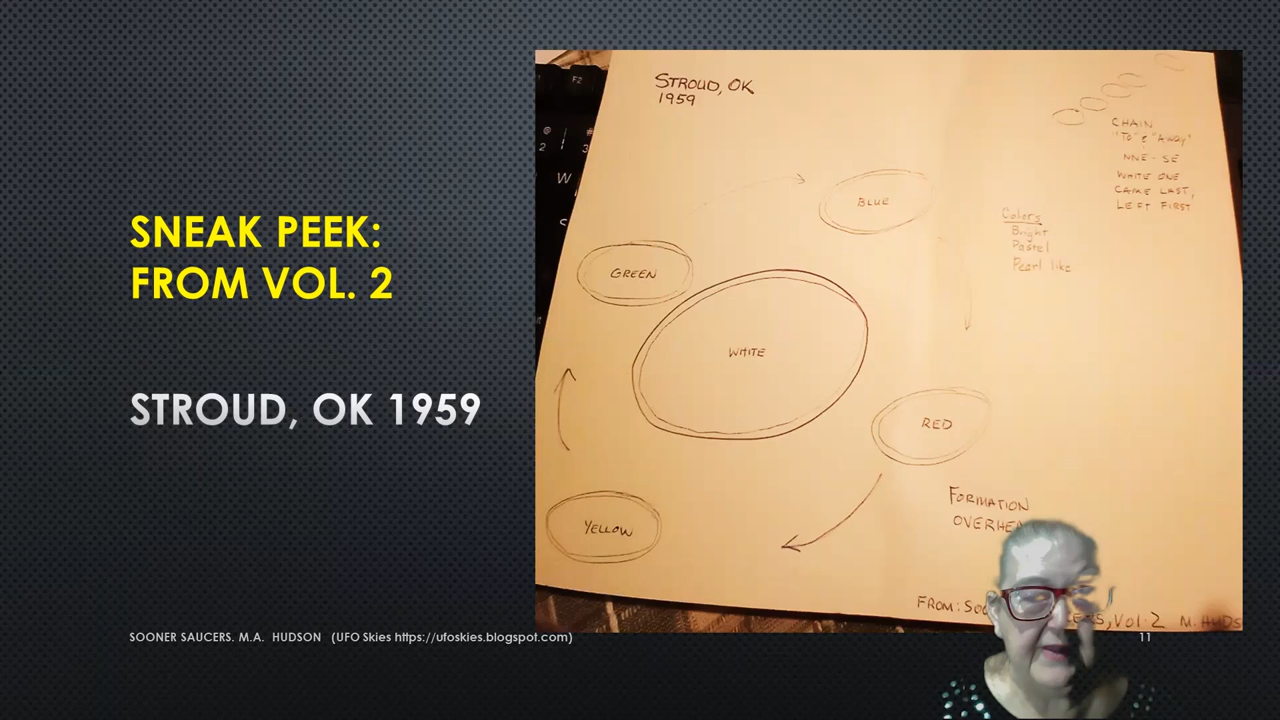 SNEAK PEEK:
FROM VOL. 2
STROUD, OK 1959
STROUD, OK
1959
CHAIN
"TO" & "AWAY"
NNE - SE
WHITE ONE
CAME LAST,
LEFT FIRST
BLUE
Colors
Bright
Pastel
Pearl like
GREEN
WHITE
RED
YELLOW
FORMATION
OVERHEA
FROM: SOO ERS, VOL. 2 M. HUDS
SOONER SAUCERS. M.A. HUDSON (UFO Skies https://ufoskies.blogspot.com)
11